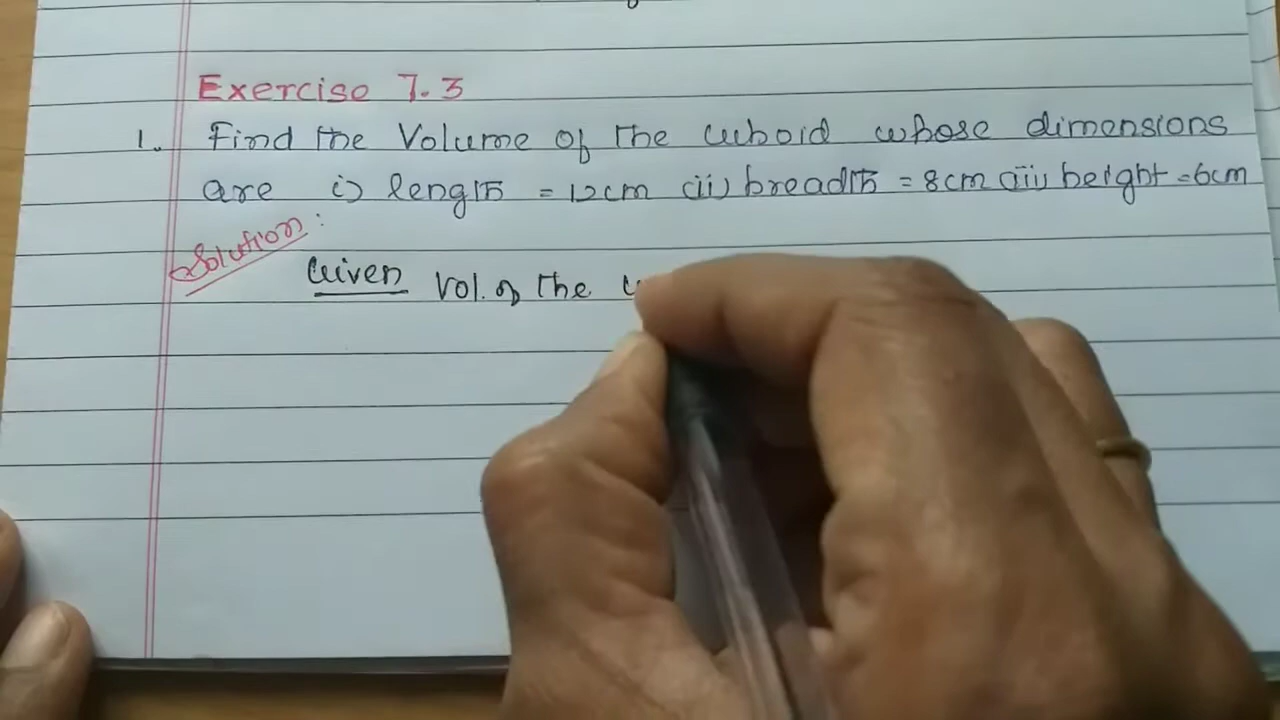 Exercise 7.3
1. Find the Volume of the cuboid whose dimensions
are i) length = 12cm (ii) breadth = 8cm (iii) height = 6cm
Solution:
Given Vol. of the